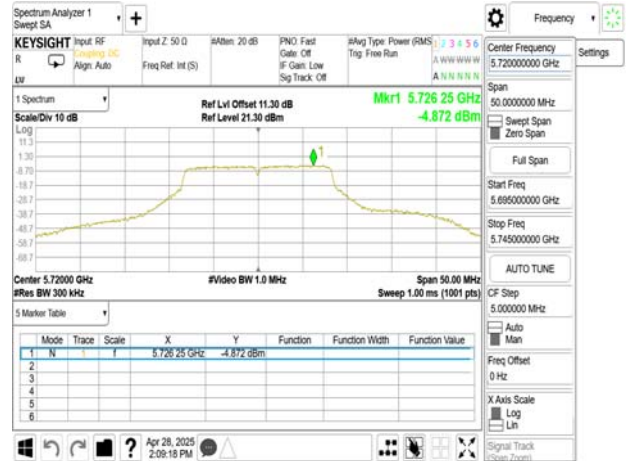 Spectrum Analyzer 1
Swept SA
+
Frequency
KEYSIGHT
Input: RF
Coupling: DC
Align: Auto
Input Z: 50 Ω
Freq Ref: Int (S)
#Atten: 20 dB
PNO: Fast
Gate: Off
IF Gain: Low
Sig Track: Off
#Avg Type: Power (RMS)
Trig: Free Run
1 2 3 4 5 6
A W W W W W
A N N N N N
R
1 Spectrum
Scale/Div 10 dB
Ref Lvl Offset 11.30 dB
Ref Level 21.30 dBm
Mkr1 5.726 25 GHz
-4.872 dBm
Log
11.3
1.30
-8.70
-18.7
-28.7
-38.7
-48.7
-58.7
-68.7
1
Center 5.72000 GHz
#Res BW 300 kHz
#Video BW 1.0 MHz
Span 50.00 MHz
Sweep 1.00 ms (1001 pts)
5 Marker Table
Mode Trace Scale X Y Function Function Width Function Value
1 N 1 f 5.726 25 GHz -4.872 dBm
2
3
4
5
6
Apr 28, 2025
2:09:18 PM
?
Center Frequency
5.720000000 GHz
Settings
Span
50.0000000 MHz
Swept Span
Zero Span
Full Span
Start Freq
5.695000000 GHz
Stop Freq
5.745000000 GHz
AUTO TUNE
CF Step
5.000000 MHz
Auto
Man
Freq Offset
0 Hz
X Axis Scale
Log
Lin
Signal Track
(Span Zoom)